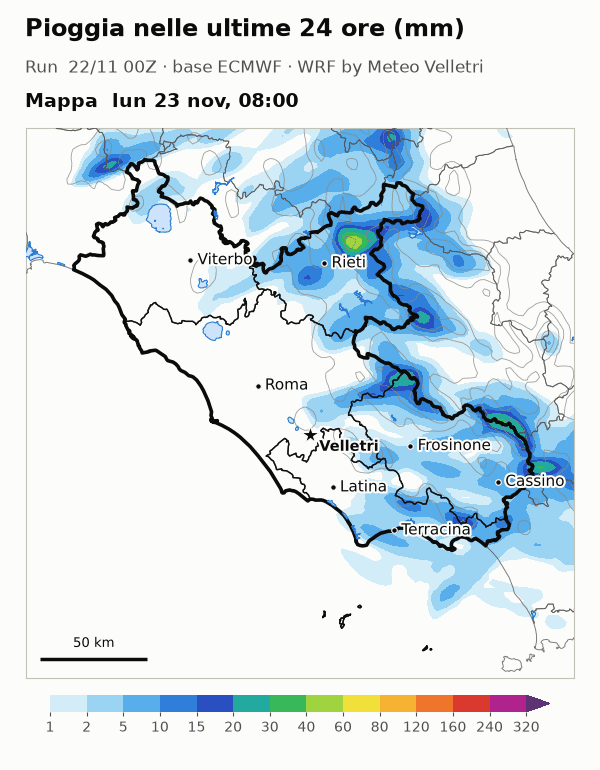 Pioggia nelle ultime 24 ore (mm)
Run 22/11 00Z · base ECMWF · WRF by Meteo Velletri
Mappa lun 23 nov, 08:00
Viterbo
Rieti
Roma
Velletri
Frosinone
Cassino
Latina
Terracina
50 km
1 2 5 10 15 20 30 40 60 80 120 160 240 320